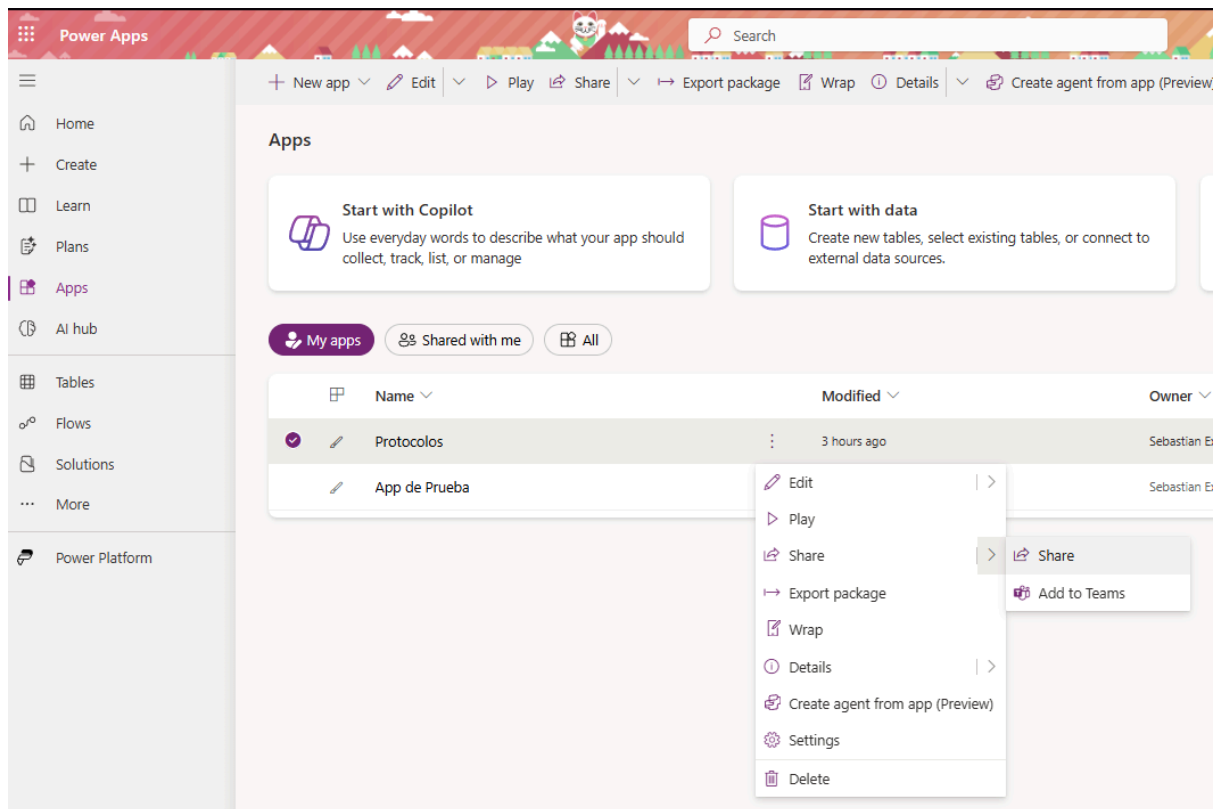 Power Apps
Search
New app Edit Play Share Export package Wrap Details Create agent from app (Preview)
Home
Create
Learn
Plans
Apps
AI hub
Tables
Flows
Solutions
More
Power Platform
Apps
Start with Copilot
Use everyday words to describe what your app should
collect, track, list, or manage
Start with data
Create new tables, select existing tables, or connect to
external data sources.
My apps Shared with me All
Name Modified Owner
Protocolos 3 hours ago Sebastian
App de Prueba Sebastian
Edit
Play
Share
Export package
Wrap
Details
Create agent from app (Preview)
Settings
Delete
Share
Add to Teams